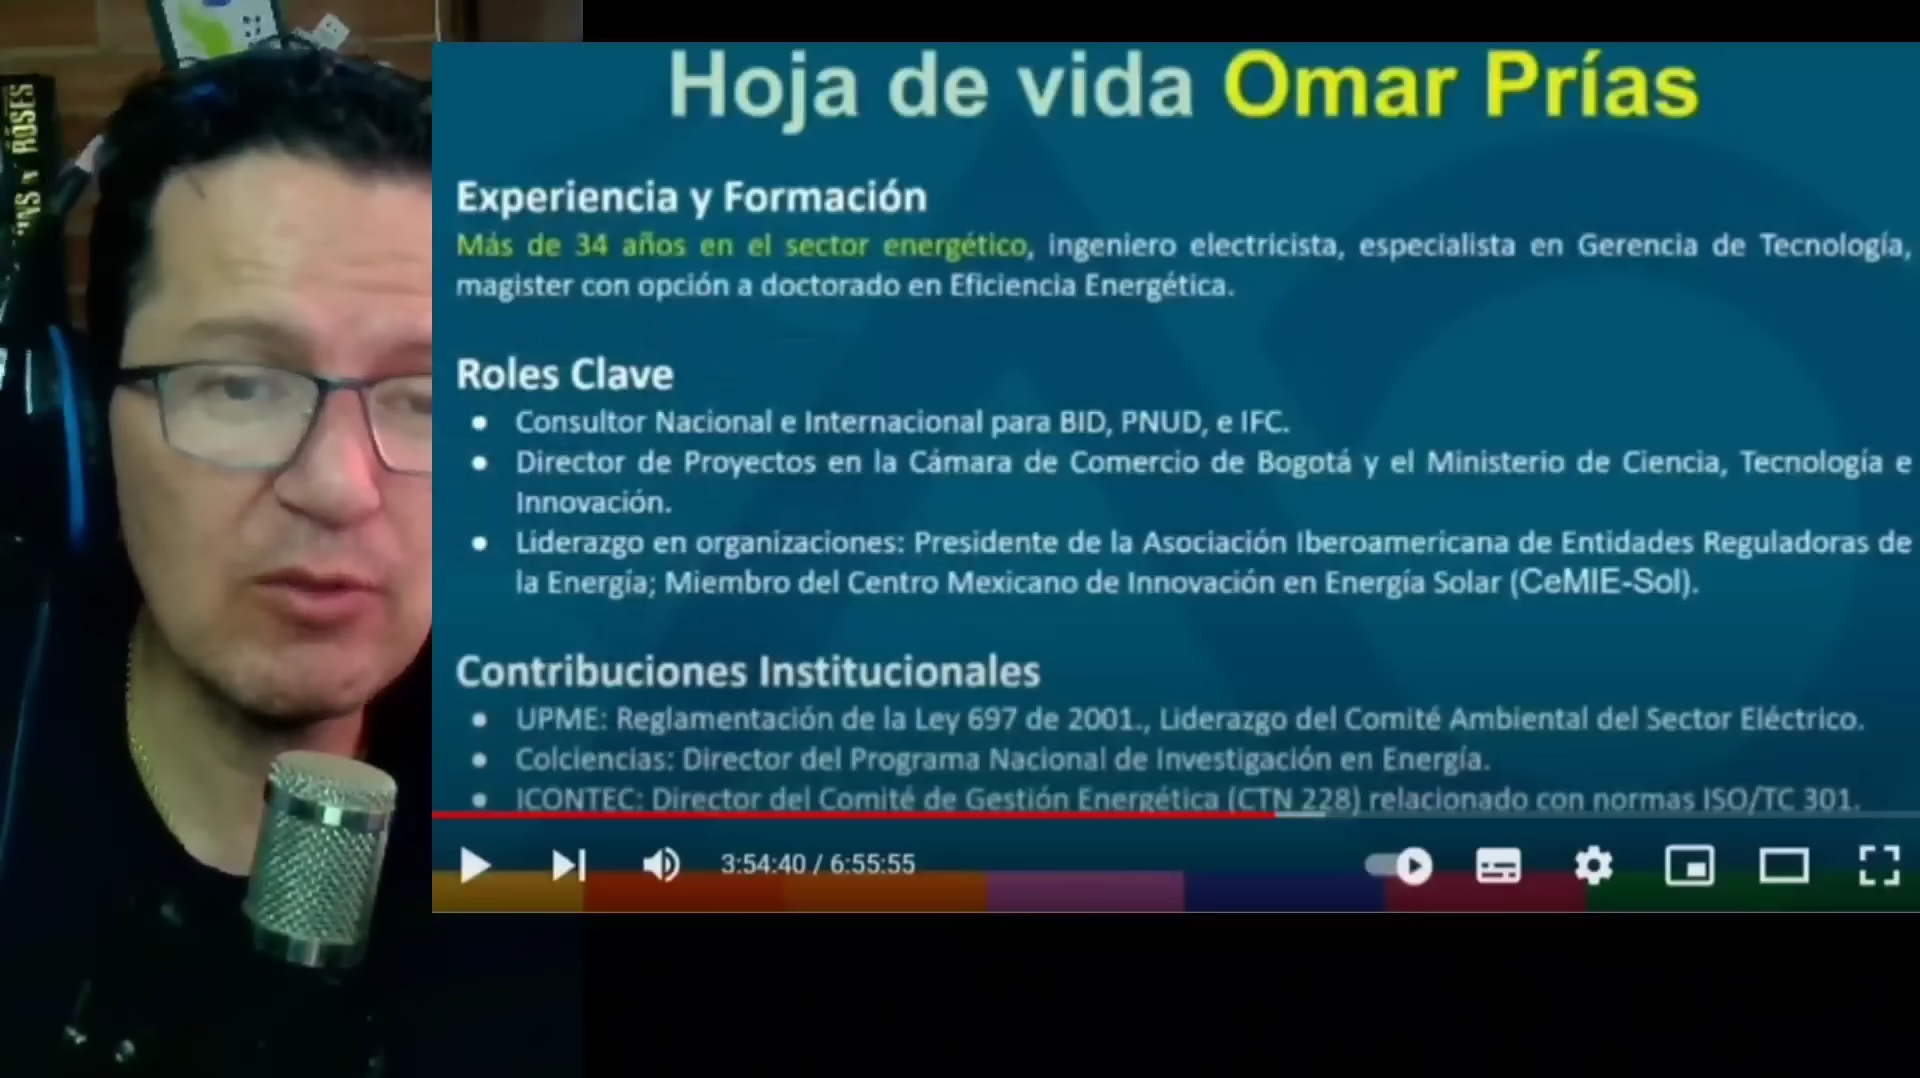 Hoja de vida Omar Prías
Experiencia y Formación
Más de 34 años en el sector energético, ingeniero electricista, especialista en Gerencia de Tecnología,
magister con opción a doctorado en Eficiencia Energética.
Roles Clave
● Consultor Nacional e Internacional para BID, PNUD, e IFC.
● Director de Proyectos en la Cámara de Comercio de Bogotá y el Ministerio de Ciencia, Tecnología e
Innovación.
● Liderazgo en organizaciones: Presidente de la Asociación Iberoamericana de Entidades Reguladoras de
la Energía; Miembro del Centro Mexicano de Innovación en Energía Solar (CeMIE-Sol).
Contribuciones Institucionales
● UPME: Reglamentación de la Ley 697 de 2001., Liderazgo del Comité Ambiental del Sector Eléctrico.
● Colciencias: Director del Programa Nacional de Investigación en Energía.
● ICONTEC: Director del Comité de Gestión Energética (CTN 228) relacionado con normas ISO/TC 301.
3:54:40 / 6:55:55
NS N' ROSES